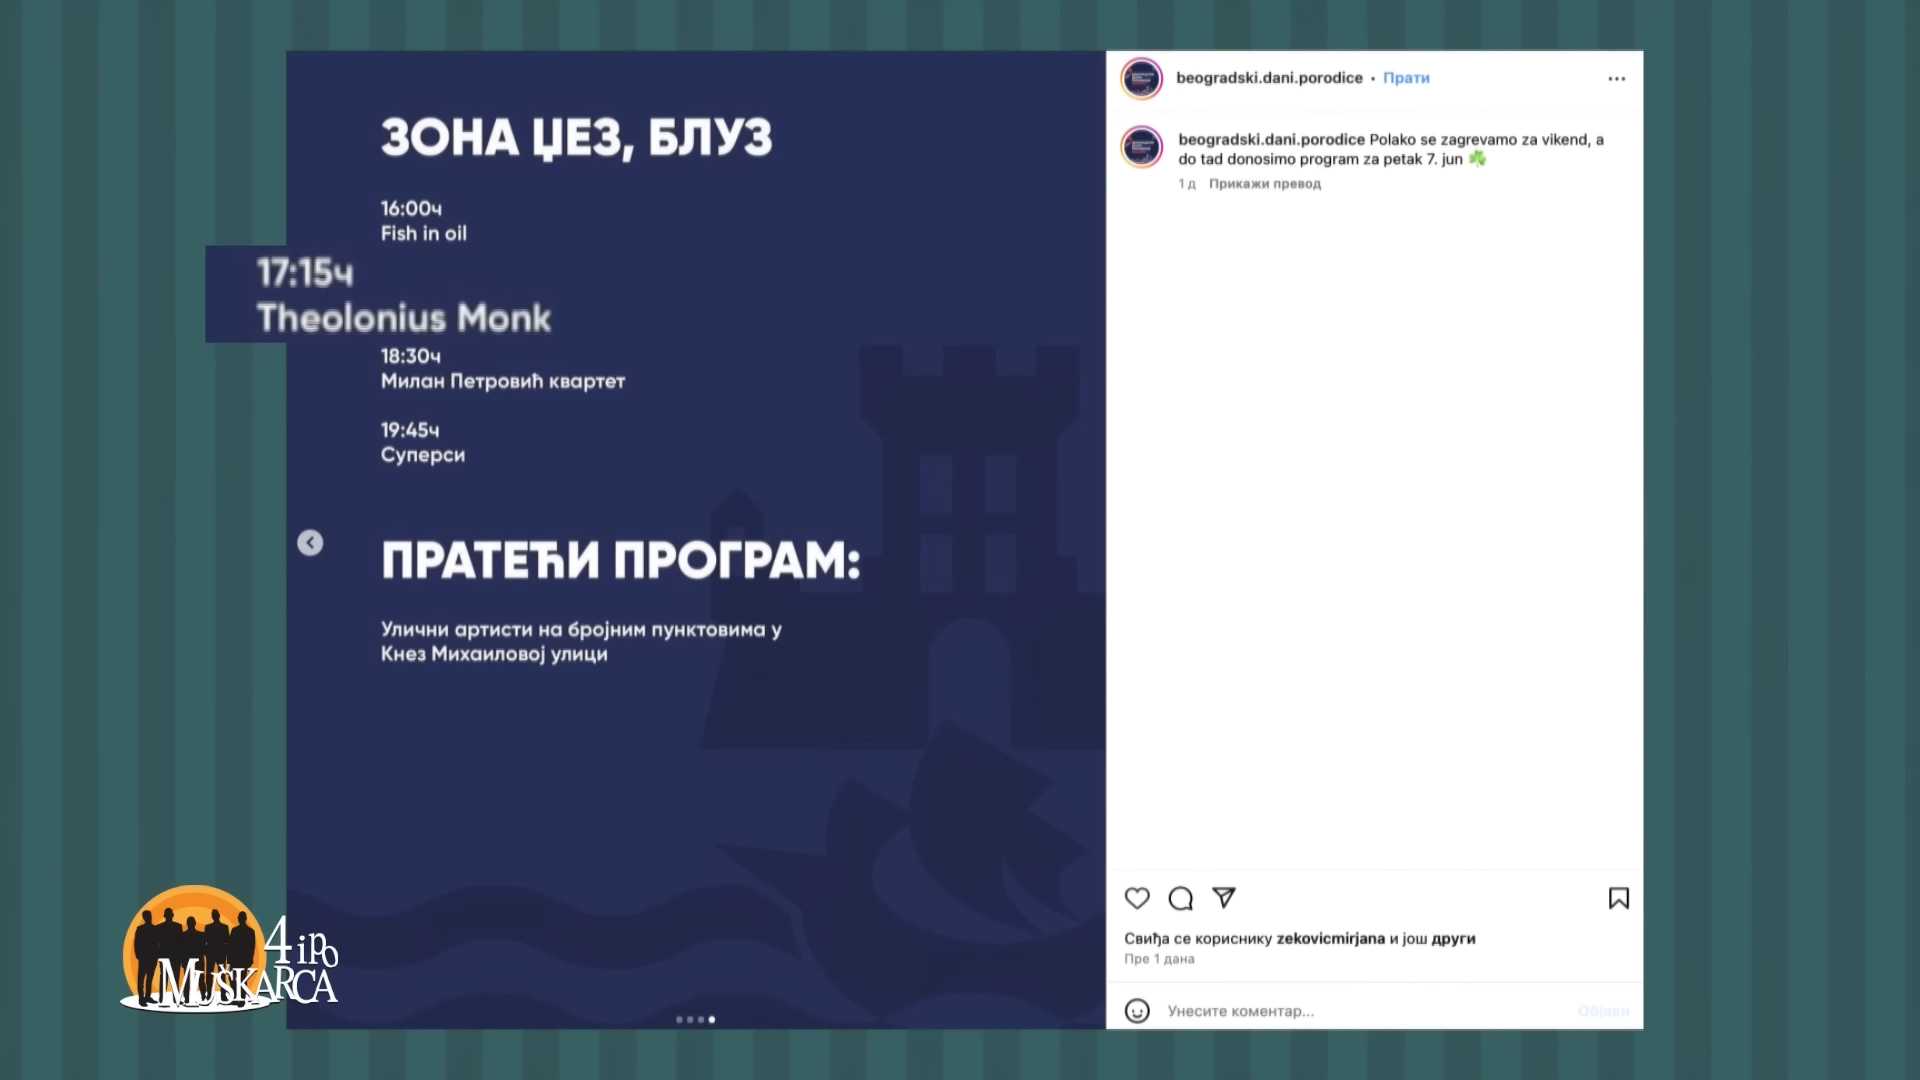 ЗОНА ЏЕЗ, БЛУЗ
16:00ч
Fish in oil
17:15ч
Theolonius Monk
18:30ч
Милан Петровић квартет
19:45ч
Суперси
ПРАТЕЋИ ПРОГРАМ:
Улични артисти на бројним пунктовима у
Кнез Михаиловој улици
beogradski.dani.porodice • Прати
beogradski.dani.porodice Polako se zagrevamo za vikend, a
do tad donosimo program za petak 7. jun
1 д Прикажи превод
Свиђа се кориснику zekovicmirjana и још други
Пре 1 дана
Унесите коментар...
Објави
4 i po
MUŠKARCA